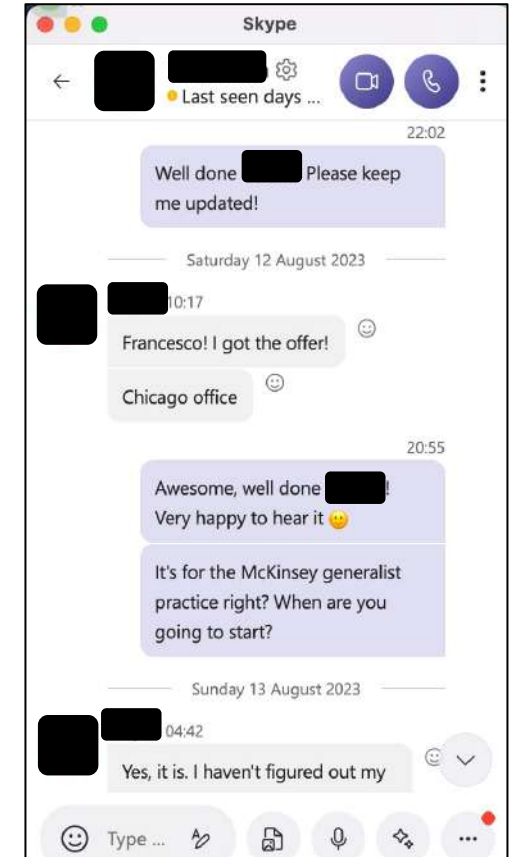 Skype
Last seen days ...
22:02
Well done Please keep
me updated!
Saturday 12 August 2023
10:17
Francesco! I got the offer!
Chicago office
20:55
Awesome, well done !
Very happy to hear it 🙂
It's for the McKinsey generalist
practice right? When are you
going to start?
Sunday 13 August 2023
04:42
Yes, it is. I haven't figured out my
Type ...